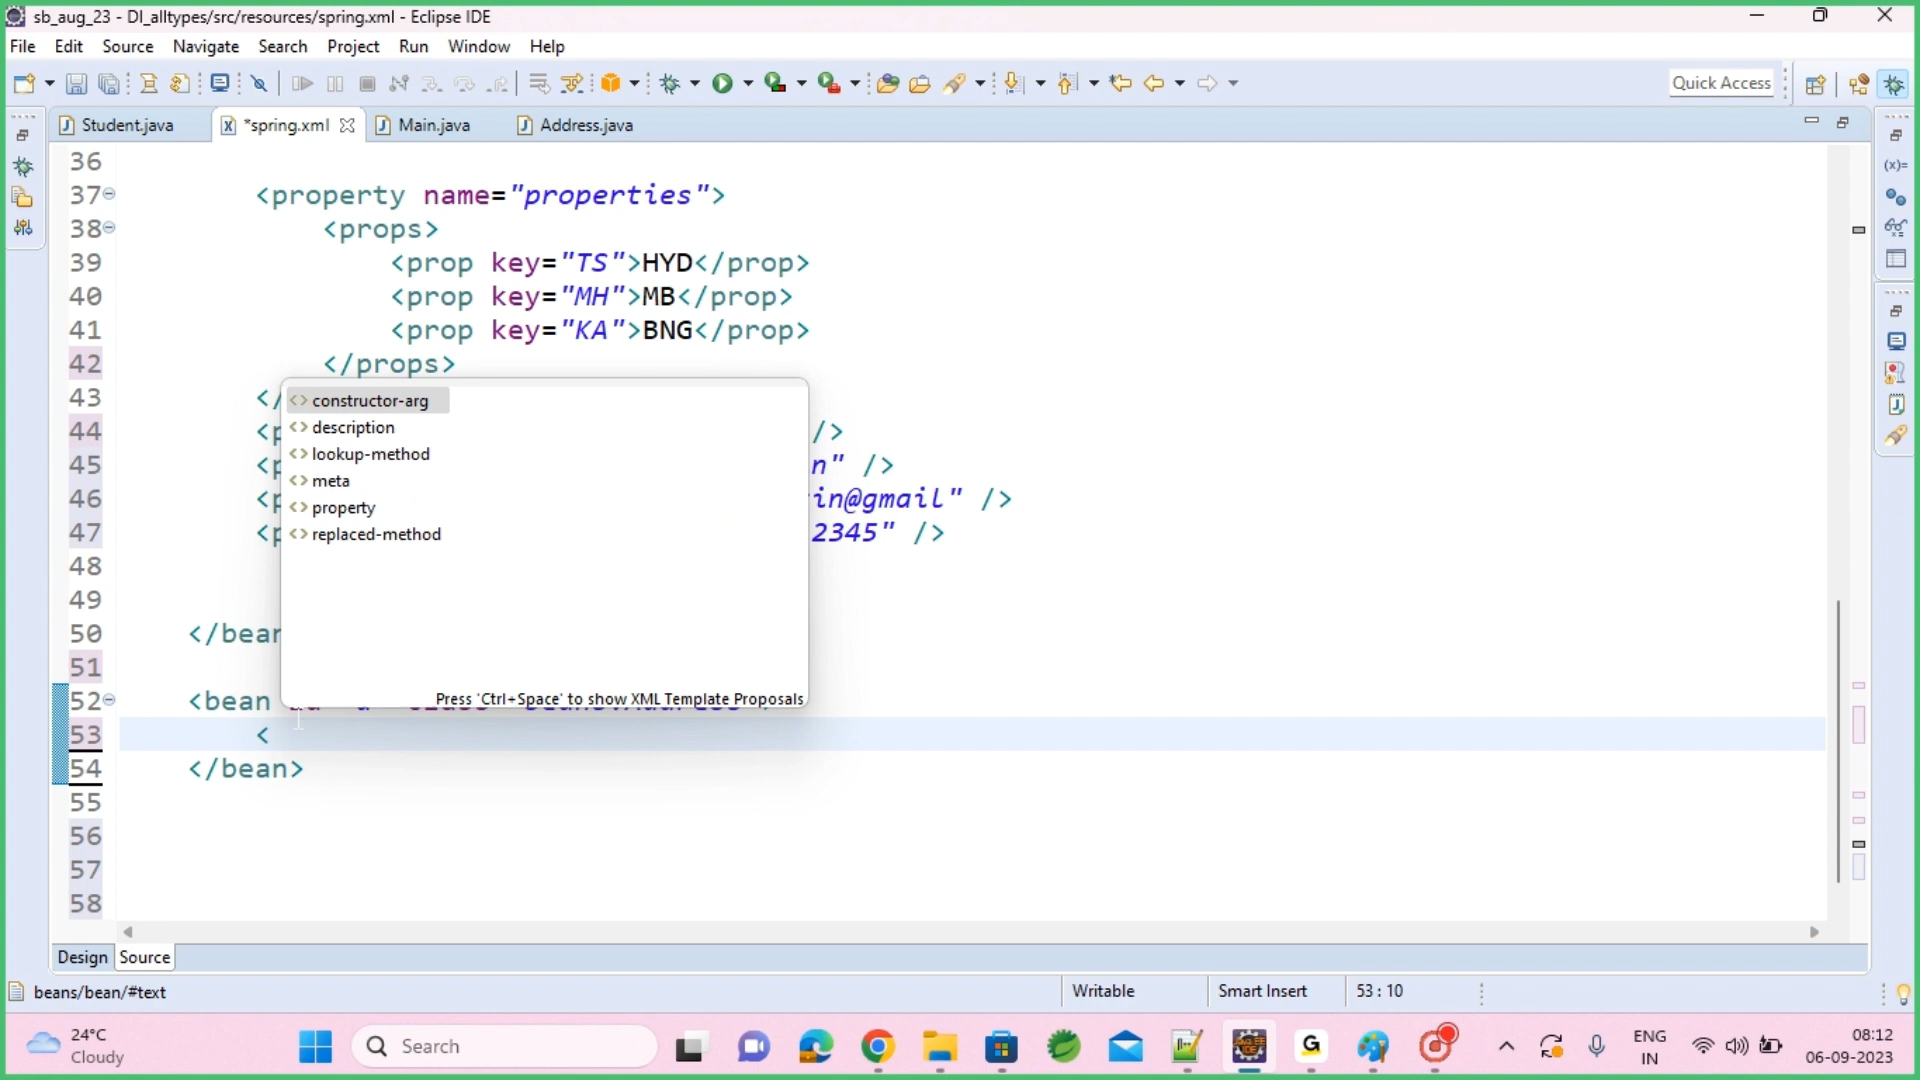 sb_aug_23 - DI_alltypes/src/resources/spring.xml - Eclipse IDE
File Edit Source Navigate Search Project Run Window Help
Quick Access
Student.java *spring.xml Main.java Address.java
36
37 <property name="properties">
38 <props>
39 <prop key="TS">HYD</prop>
40 <prop key="MH">MB</prop>
41 <prop key="KA">BNG</prop>
42 </props>
43 </
44 <p />
45 <p n" />
46 <p in@gmail" />
47 <p 2345" />
48
49
50 </bean
51
52 <bean
53 <
54 </bean>
55
56
57
58
constructor-arg
description
lookup-method
meta
property
replaced-method
Press 'Ctrl+Space' to show XML Template Proposals
Design Source
beans/bean/#text Writable Smart Insert 53 : 10
24°C
Cloudy
Search
ENG
IN
08:12
06-09-2023